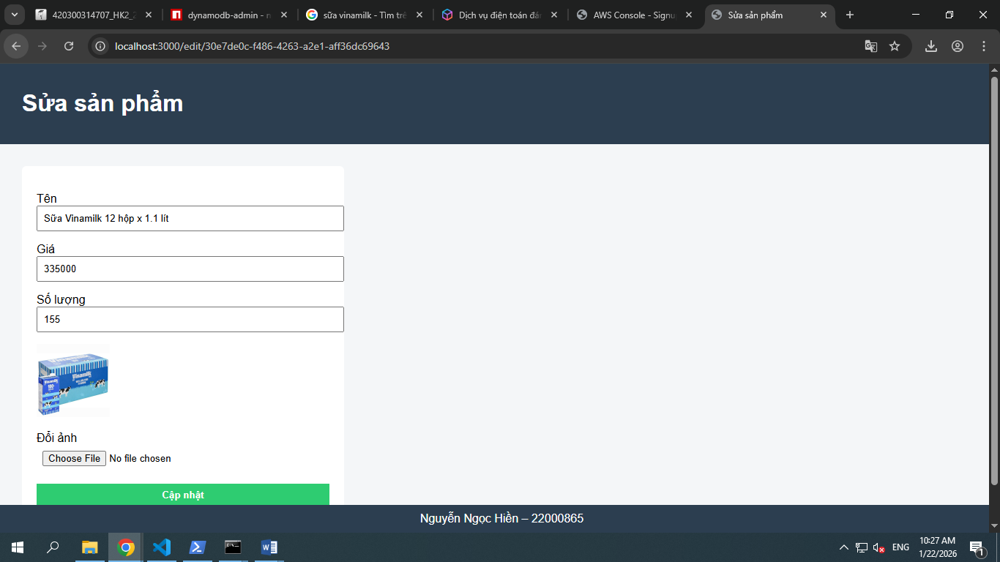 420300314707_HK2_2
dynamodb-admin - n
sữa vinamilk - Tìm trê
Dịch vụ điện toán đá
AWS Console - Signu
Sửa sản phẩm
localhost:3000/edit/30e7de0c-f486-4263-a2e1-aff36dc69643
Sửa sản phẩm
Tên
Sữa Vinamilk 12 hộp x 1.1 lít
Giá
335000
Số lượng
155
Vinamilk
Vinamilk
Đổi ảnh
Choose File No file chosen
Cập nhật
Nguyễn Ngọc Hiền – 22000865
ENG
10:27 AM
1/22/2026
1